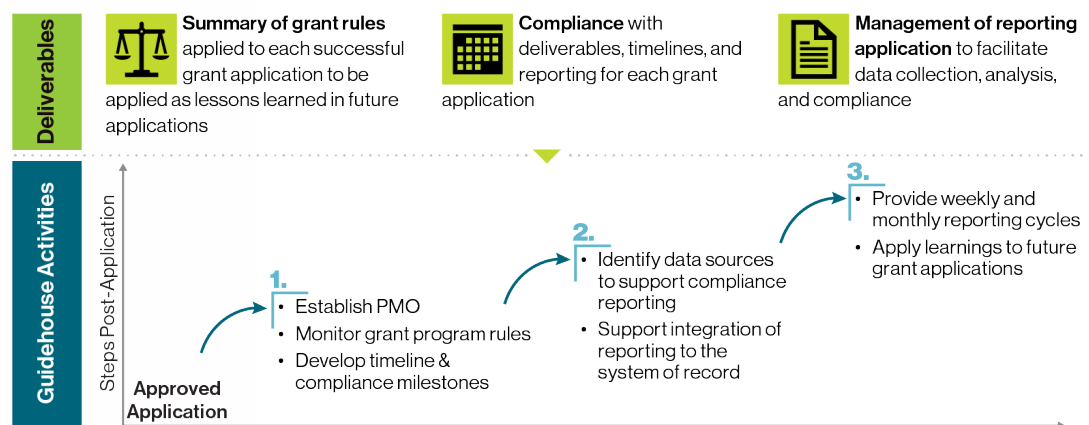 Deliverables
Summary of grant rules
applied to each successful
grant application to be
applied as lessons learned in future
applications
Compliance with
deliverables, timelines, and
reporting for each grant
application
Management of reporting
application to facilitate
data collection, analysis,
and compliance
Guidehouse Activities
Steps Post-Application
Approved
Application
1.
• Establish PMO
• Monitor grant program rules
• Develop timeline &
compliance milestones
2.
• Identify data sources
to support compliance
reporting
• Support integration of
reporting to the
system of record
3.
• Provide weekly and
monthly reporting cycles
• Apply learnings to future
grant applications